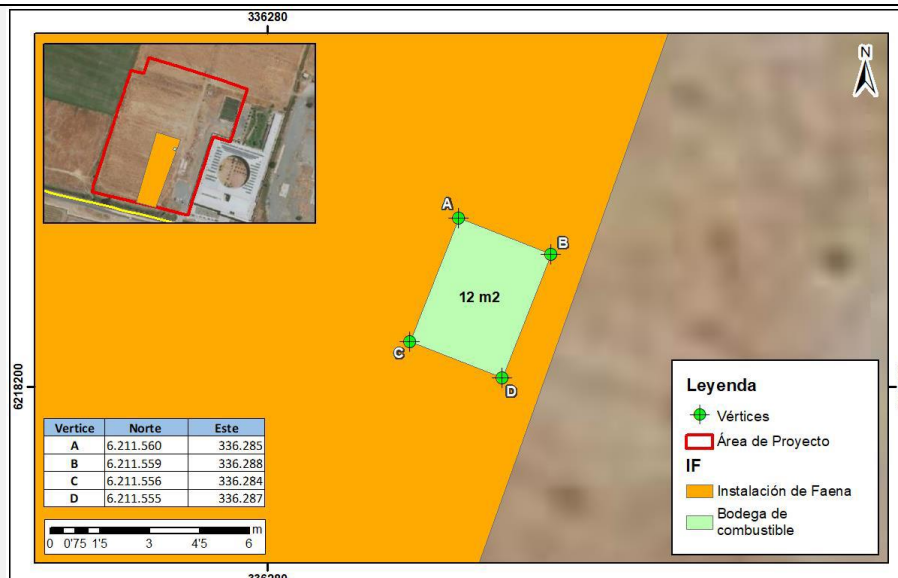 336280
N
A
B
12 m2
C
D
6218200
Vertice Norte Este
A 6.211.560 336.285
B 6.211.559 336.288
C 6.211.556 336.284
D 6.211.555 336.287
m
0 0'75 1'5 3 4'5 6
Leyenda
Vértices
Área de Proyecto
IF
Instalación de Faena
Bodega de
combustible
336280